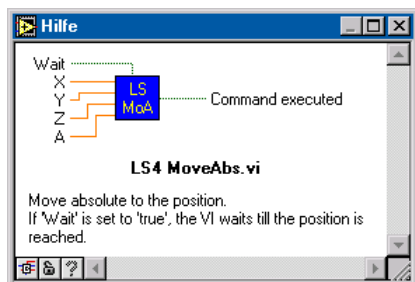 Hilfe
Wait
X
Y
Z
A
LS
MoA
Command executed
LS4 MoveAbs.vi
Move absolute to the position.
If 'Wait' is set to 'true', the VI waits till the position is
reached.
?